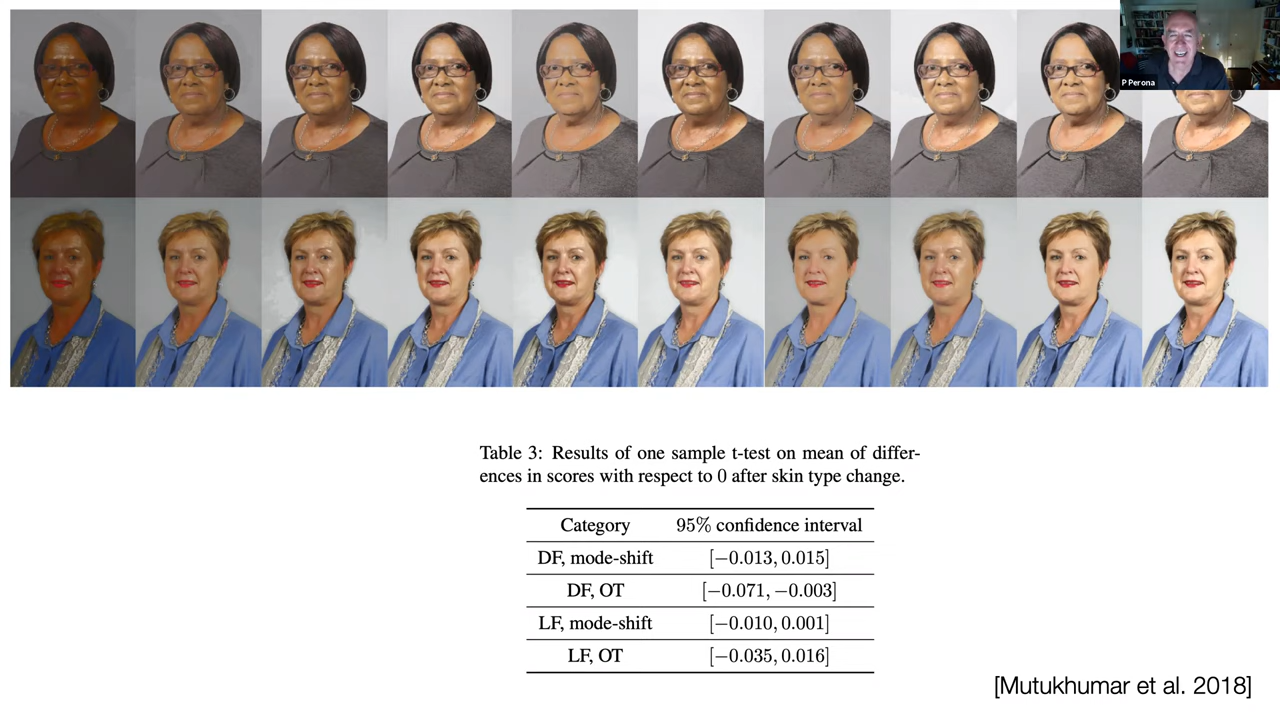 P Perona
Table 3: Results of one sample t-test on mean of differ-
ences in scores with respect to 0 after skin type change.
Category 95% confidence interval
DF, mode-shift [−0.013, 0.015]
DF, OT [−0.071, −0.003]
LF, mode-shift [−0.010, 0.001]
LF, OT [−0.035, 0.016]
[Mutukhumar et al. 2018]